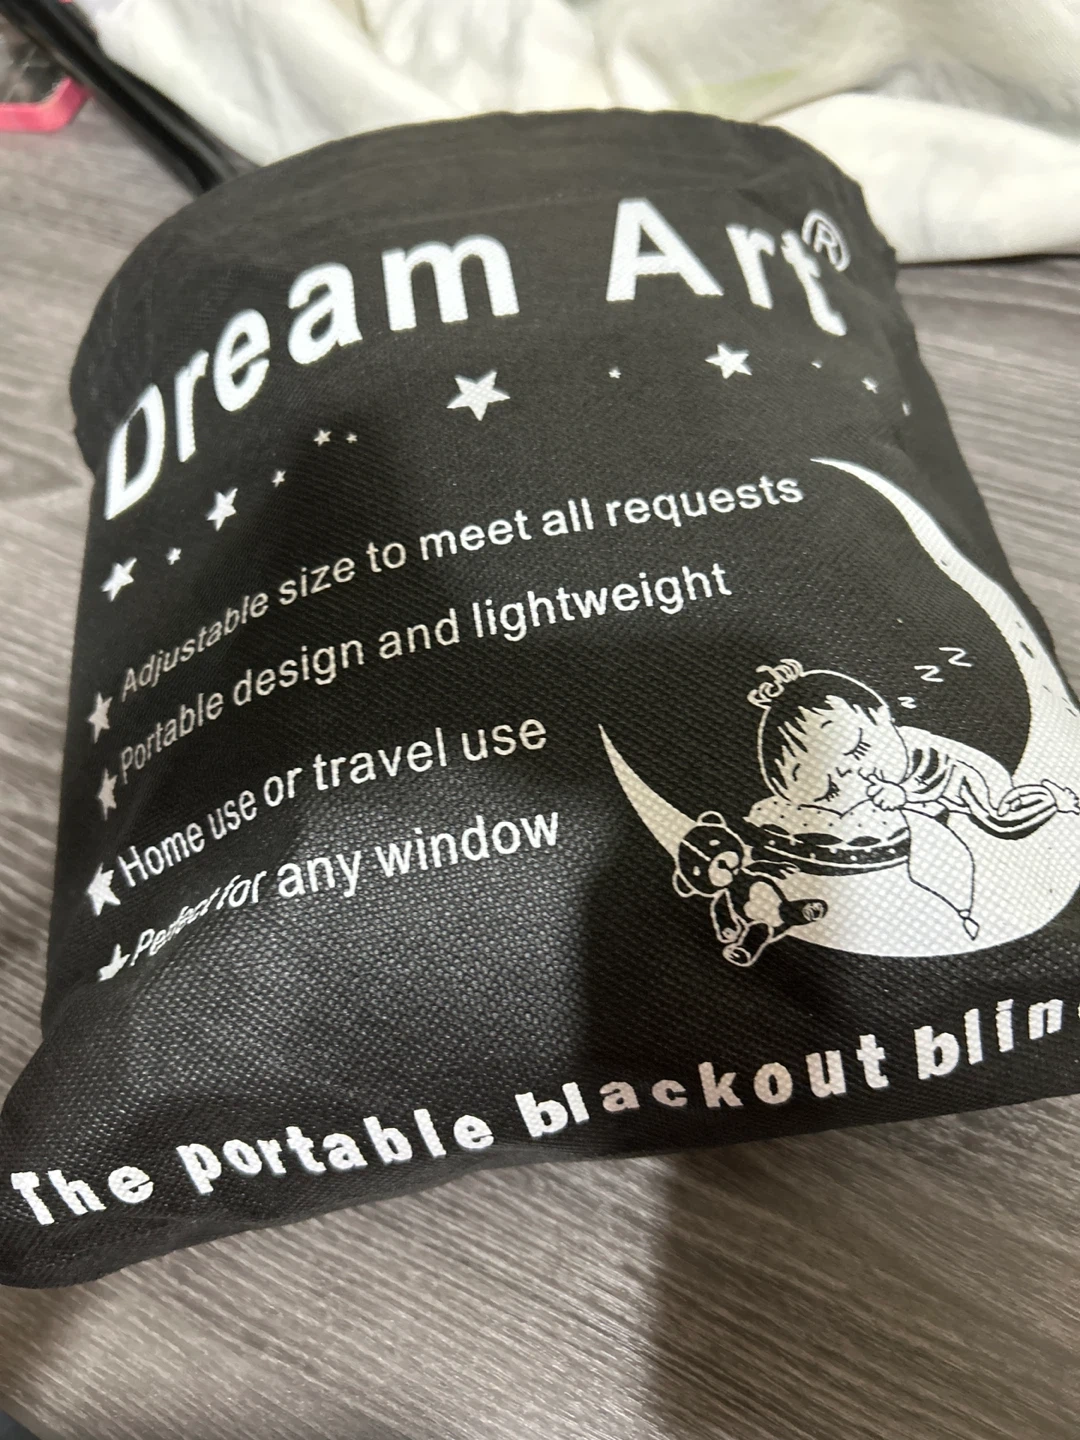 Dream Art®
Adjustable size to meet all requests
Portable design and lightweight
Home use or travel use
Perfect for any window
z z z
The portable blackout blin